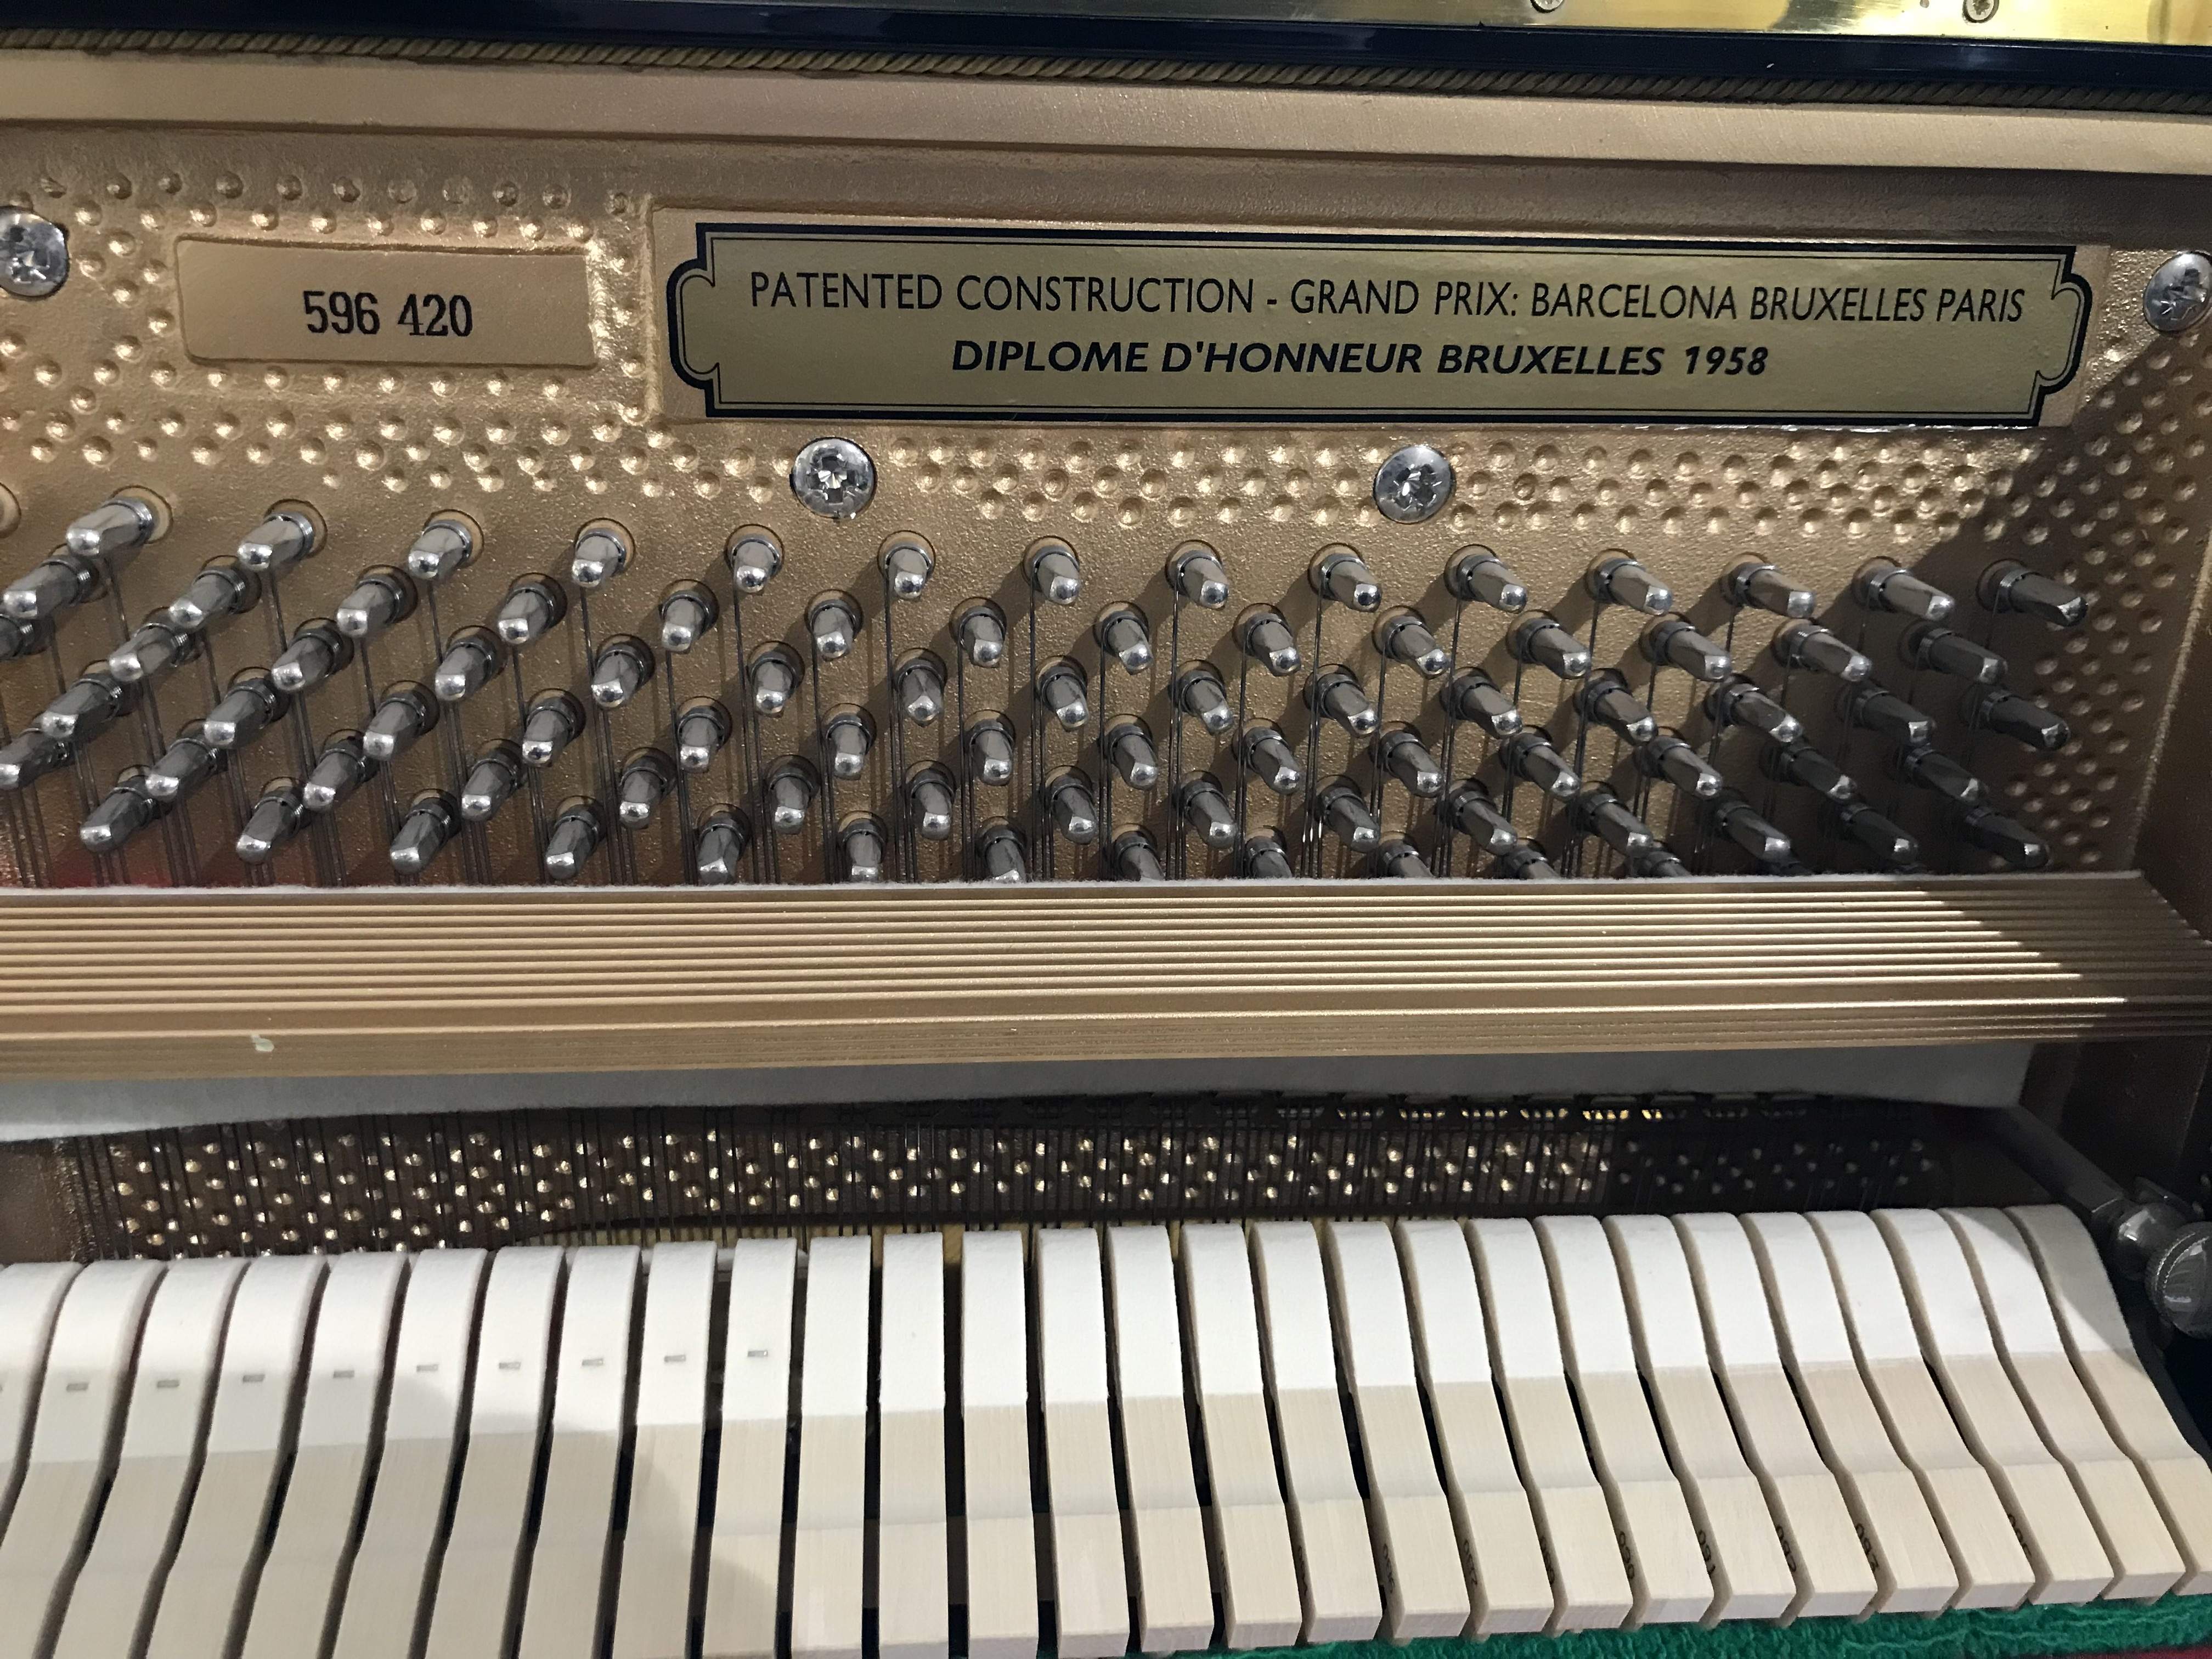 596 420
PATENTED CONSTRUCTION - GRAND PRIX: BARCELONA BRUXELLES PARIS
DIPLOME D'HONNEUR BRUXELLES 1958